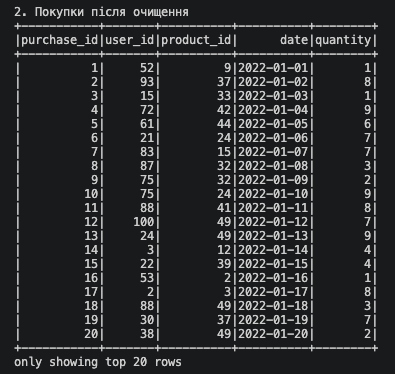 2. Покупки після очищення
+-----------+-------+----------+----------+--------+
|purchase_id|user_id|product_id|      date|quantity|
+-----------+-------+----------+----------+--------+
|          1|     52|         9|2022-01-01|       1|
|          2|     93|        37|2022-01-02|       8|
|          3|     15|        33|2022-01-03|       1|
|          4|     72|        42|2022-01-04|       9|
|          5|     61|        44|2022-01-05|       6|
|          6|     21|        24|2022-01-06|       7|
|          7|     83|        15|2022-01-07|       7|
|          8|     87|        32|2022-01-08|       3|
|          9|     75|        32|2022-01-09|       2|
|         10|     75|        24|2022-01-10|       9|
|         11|     88|        41|2022-01-11|       8|
|         12|    100|        49|2022-01-12|       7|
|         13|     24|        49|2022-01-13|       9|
|         14|      3|        12|2022-01-14|       4|
|         15|     22|        39|2022-01-15|       4|
|         16|     53|         2|2022-01-16|       1|
|         17|      2|         3|2022-01-17|       8|
|         18|     88|        49|2022-01-18|       3|
|         19|     30|        37|2022-01-19|       7|
|         20|     38|        49|2022-01-20|       2|
+-----------+-------+----------+----------+--------+
only showing top 20 rows